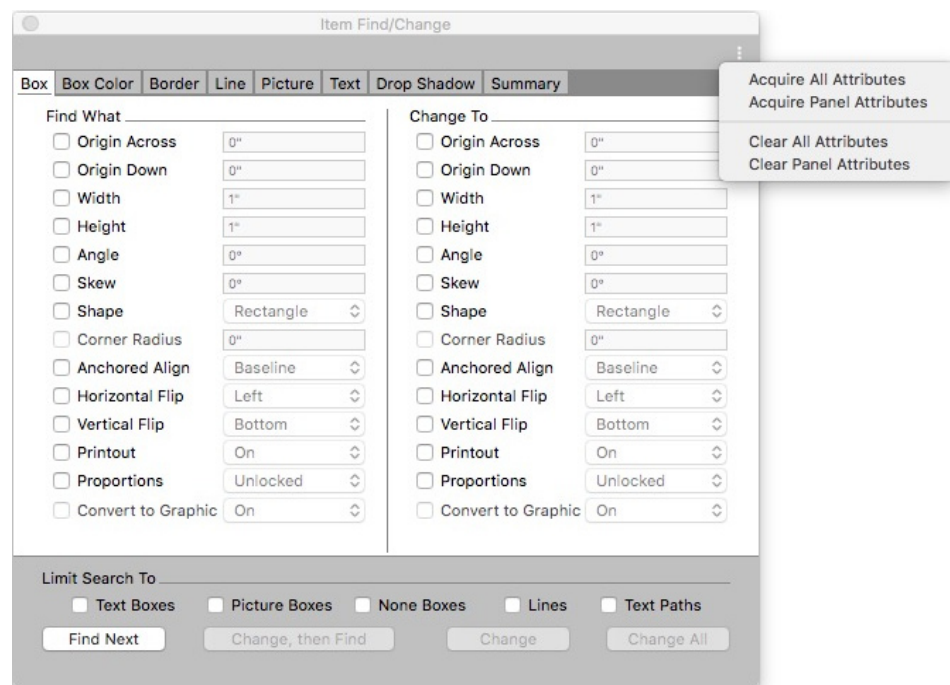 Item Find/Change
Acquire All Attributes
Acquire Panel Attributes
Clear All Attributes
Clear Panel Attributes
Box Box Color Border Line Picture Text Drop Shadow Summary
Find What
Origin Across 0"
Origin Down 0"
Width 1"
Height 1"
Angle 0°
Skew 0°
Shape Rectangle
Corner Radius 0"
Anchored Align Baseline
Horizontal Flip Left
Vertical Flip Bottom
Printout On
Proportions Unlocked
Convert to Graphic On
Change To
Origin Across 0"
Origin Down 0"
Width 1"
Height 1"
Angle 0°
Skew 0°
Shape Rectangle
Corner Radius 0"
Anchored Align Baseline
Horizontal Flip Left
Vertical Flip Bottom
Printout On
Proportions Unlocked
Convert to Graphic On
Limit Search To
Text Boxes Picture Boxes None Boxes Lines Text Paths
Find Next Change, then Find Change Change All